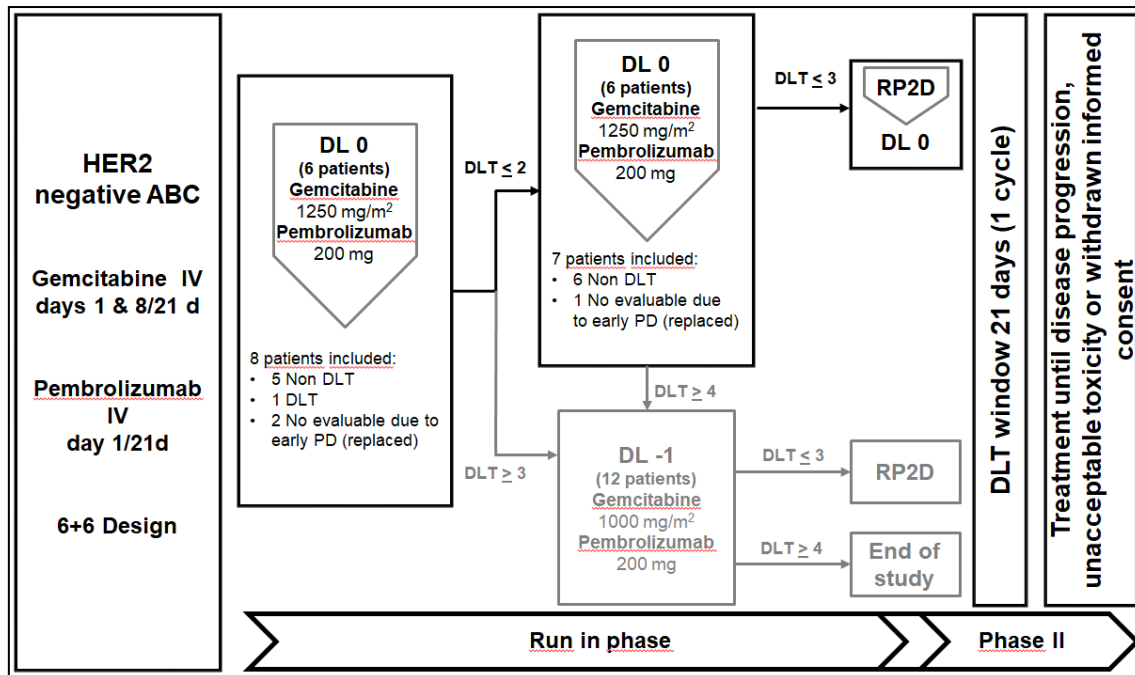 HER2
negative ABC
Gemcitabine IV
days 1 & 8/21 d
Pembrolizumab
IV
day 1/21d
6+6 Design
DL 0
(6 patients)
Gemcitabine
1250 mg/m²
Pembrolizumab
200 mg
8 patients included:
• 5 Non DLT
• 1 DLT
• 2 No evaluable due to
early PD (replaced)
DLT ≤ 2
DLT ≥ 3
DL 0
(6 patients)
Gemcitabine
1250 mg/m²
Pembrolizumab
200 mg
7 patients included:
• 6 Non DLT
• 1 No evaluable due
to early PD (replaced)
DLT ≤ 3
RP2D
DL 0
DLT ≥ 4
DL -1
(12 patients)
Gemcitabine
1000 mg/m²
Pembrolizumab
200 mg
DLT ≤ 3
RP2D
DLT ≥ 4
End of
study
DLT window 21 days (1 cycle)
Treatment until disease progression,
unacceptable toxicity or withdrawn informed
consent
Run in phase
Phase II